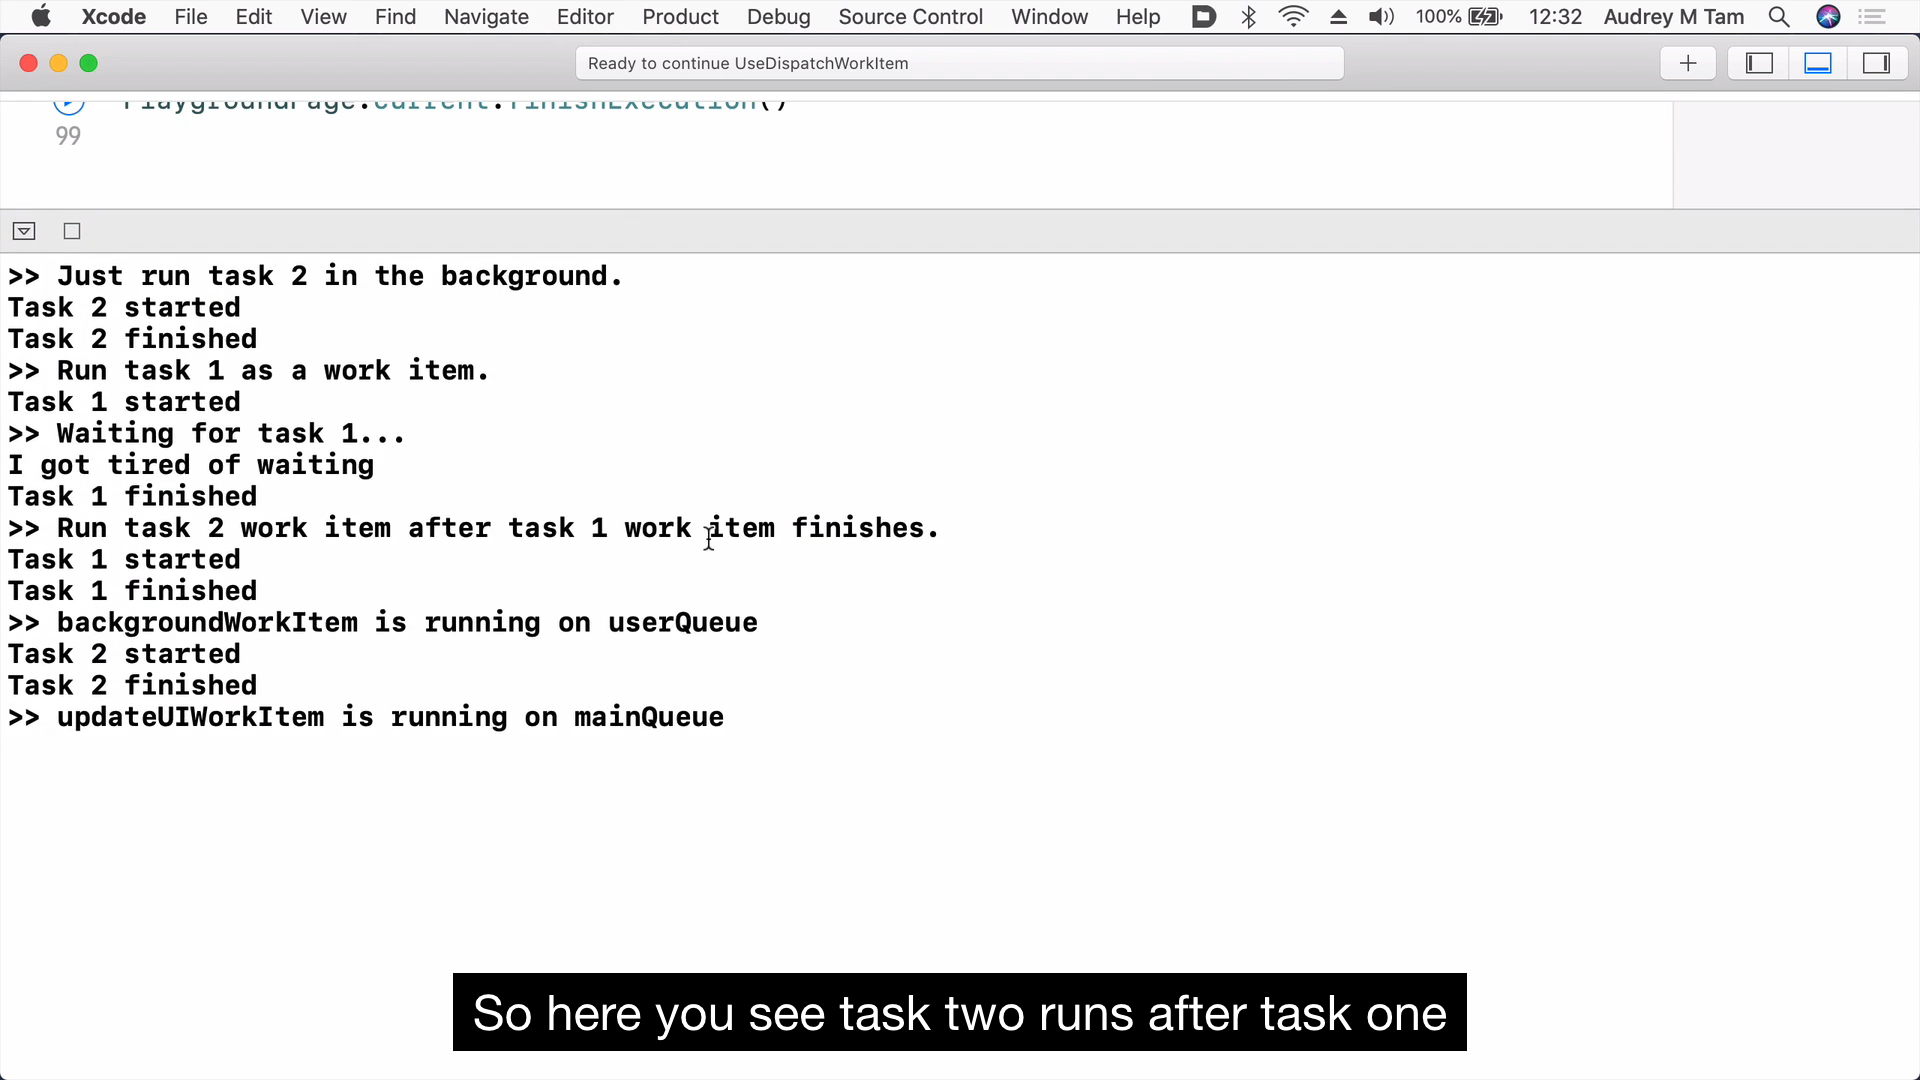 Xcode File Edit View Find Navigate Editor Product Debug Source Control Window Help 100% 12:32 Audrey M Tam
Ready to continue UseDispatchWorkItem
PlaygroundPage.current.finishExecution()
99
>> Just run task 2 in the background.
Task 2 started
Task 2 finished
>> Run task 1 as a work item.
Task 1 started
>> Waiting for task 1...
I got tired of waiting
Task 1 finished
>> Run task 2 work item after task 1 work item finishes.
Task 1 started
Task 1 finished
>> backgroundWorkItem is running on userQueue
Task 2 started
Task 2 finished
>> updateUIWorkItem is running on mainQueue
So here you see task two runs after task one